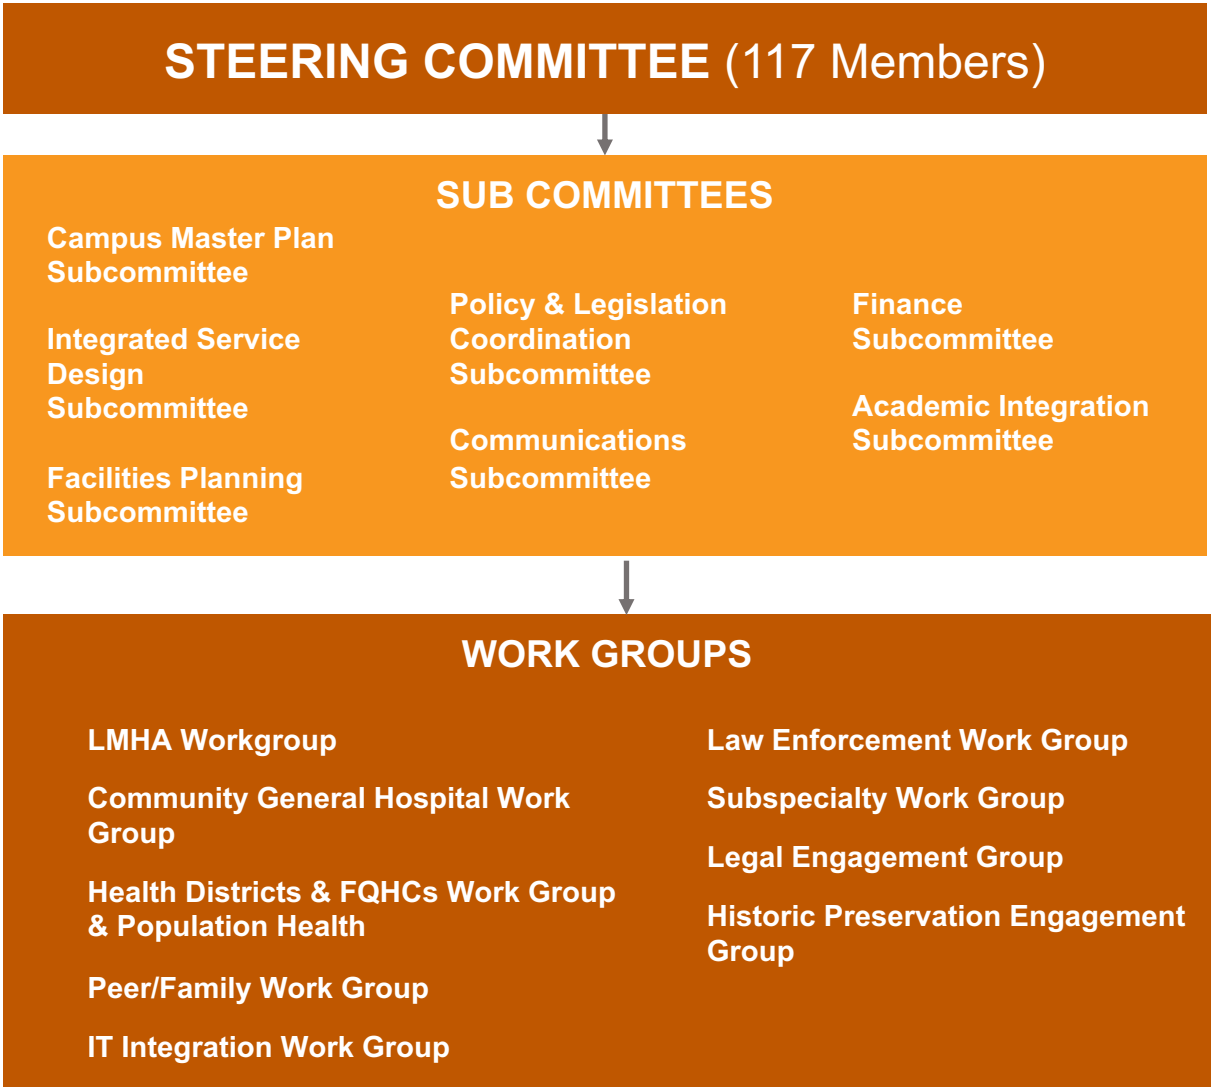 STEERING COMMITTEE (117 Members)
SUB COMMITTEES
Campus Master Plan
Subcommittee
Integrated Service
Design
Subcommittee
Facilities Planning
Subcommittee
Policy & Legislation
Coordination
Subcommittee
Communications
Subcommittee
Finance
Subcommittee
Academic Integration
Subcommittee
WORK GROUPS
LMHA Workgroup
Community General Hospital Work
Group
Health Districts & FQHCs Work Group
& Population Health
Peer/Family Work Group
IT Integration Work Group
Law Enforcement Work Group
Subspecialty Work Group
Legal Engagement Group
Historic Preservation Engagement
Group